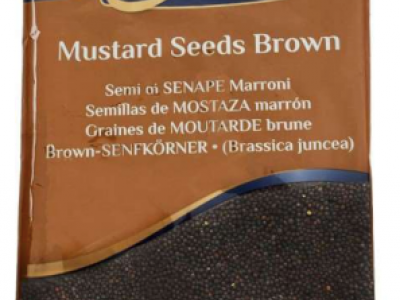 Mustard Seeds Brown
Semi di SENAPE Marroni
Semillas de MOSTAZA marrón
Graines de MOUTARDE brune
Brown-SENFKÖRNER • (Brassica juncea)